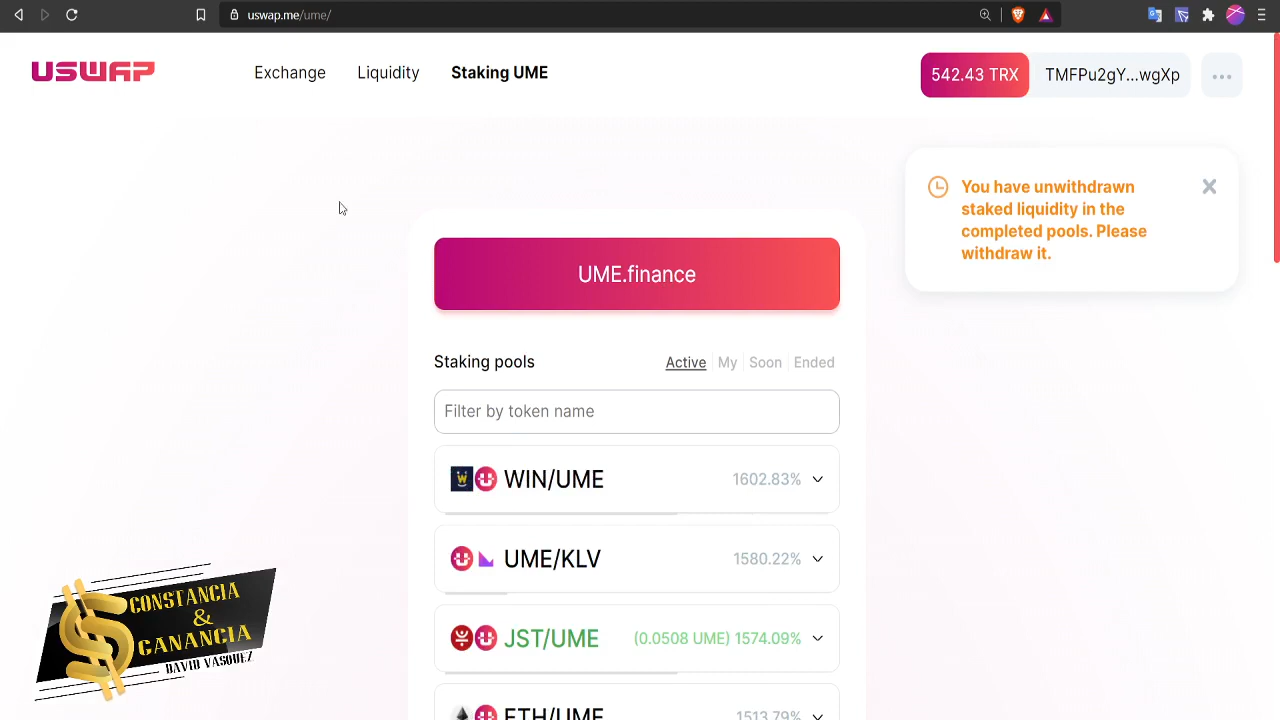 uswap.me/ume/
USWAP
Exchange
Liquidity
Staking UME
542.43 TRX
TMFPu2gY...wgXp
You have unwithdrawn
staked liquidity in the
completed pools. Please
withdraw it.
UME.finance
Staking pools
Active
My
Soon
Ended
Filter by token name
WIN/UME
1602.83%
UME/KLV
1580.22%
JST/UME
(0.0508 UME) 1574.09%
ETH/UME
1513.79%
CONSTANCIA
&
GANANCIA
DAVID VASQUEZ